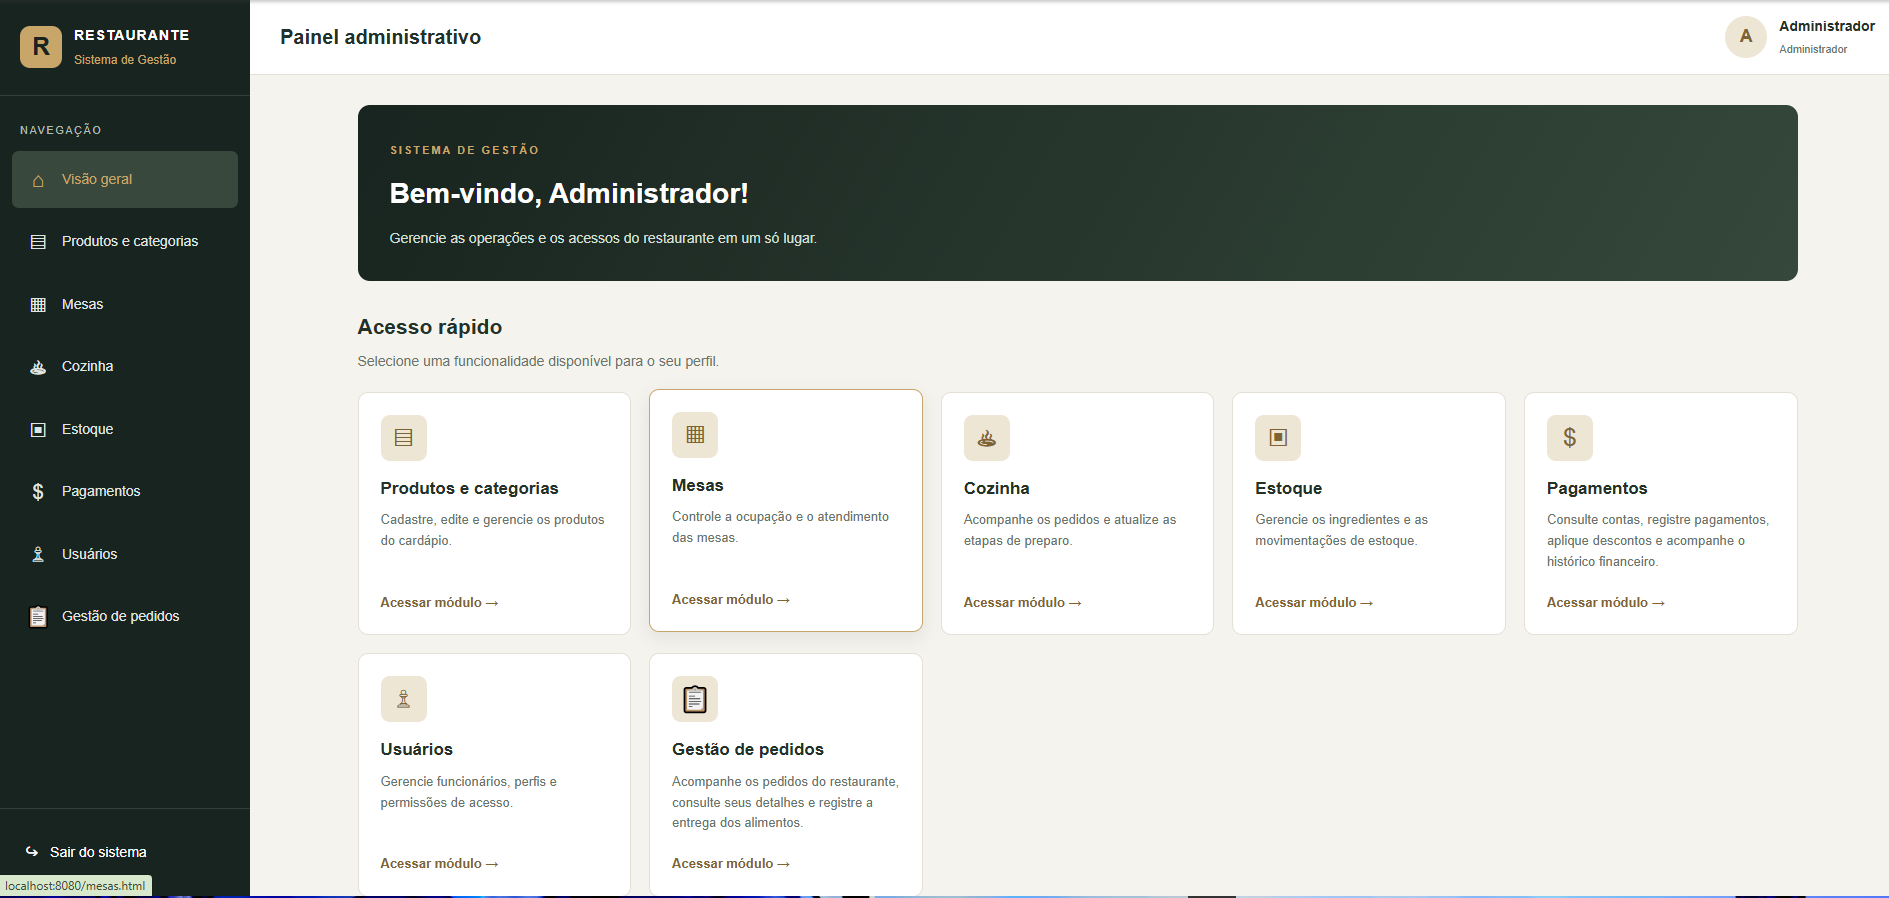 R
RESTAURANTE
Sistema de Gestão
NAVEGAÇÃO
Visão geral
Produtos e categorias
Mesas
Cozinha
Estoque
$ Pagamentos
Usuários
Gestão de pedidos
Sair do sistema
localhost:8080/mesas.html
Painel administrativo
A
Administrador
Administrador
SISTEMA DE GESTÃO
Bem-vindo, Administrador!
Gerencie as operações e os acessos do restaurante em um só lugar.
Acesso rápido
Selecione uma funcionalidade disponível para o seu perfil.
Produtos e categorias
Cadastre, edite e gerencie os produtos
do cardápio.
Acessar módulo →
Mesas
Controle a ocupação e o atendimento
das mesas.
Acessar módulo →
Cozinha
Acompanhe os pedidos e atualize as
etapas de preparo.
Acessar módulo →
Estoque
Gerencie os ingredientes e as
movimentações de estoque.
Acessar módulo →
$
Pagamentos
Consulte contas, registre pagamentos,
aplique descontos e acompanhe o
histórico financeiro.
Acessar módulo →
Usuários
Gerencie funcionários, perfis e
permissões de acesso.
Acessar módulo →
Gestão de pedidos
Acompanhe os pedidos do restaurante,
consulte seus detalhes e registre a
entrega dos alimentos.
Acessar módulo →